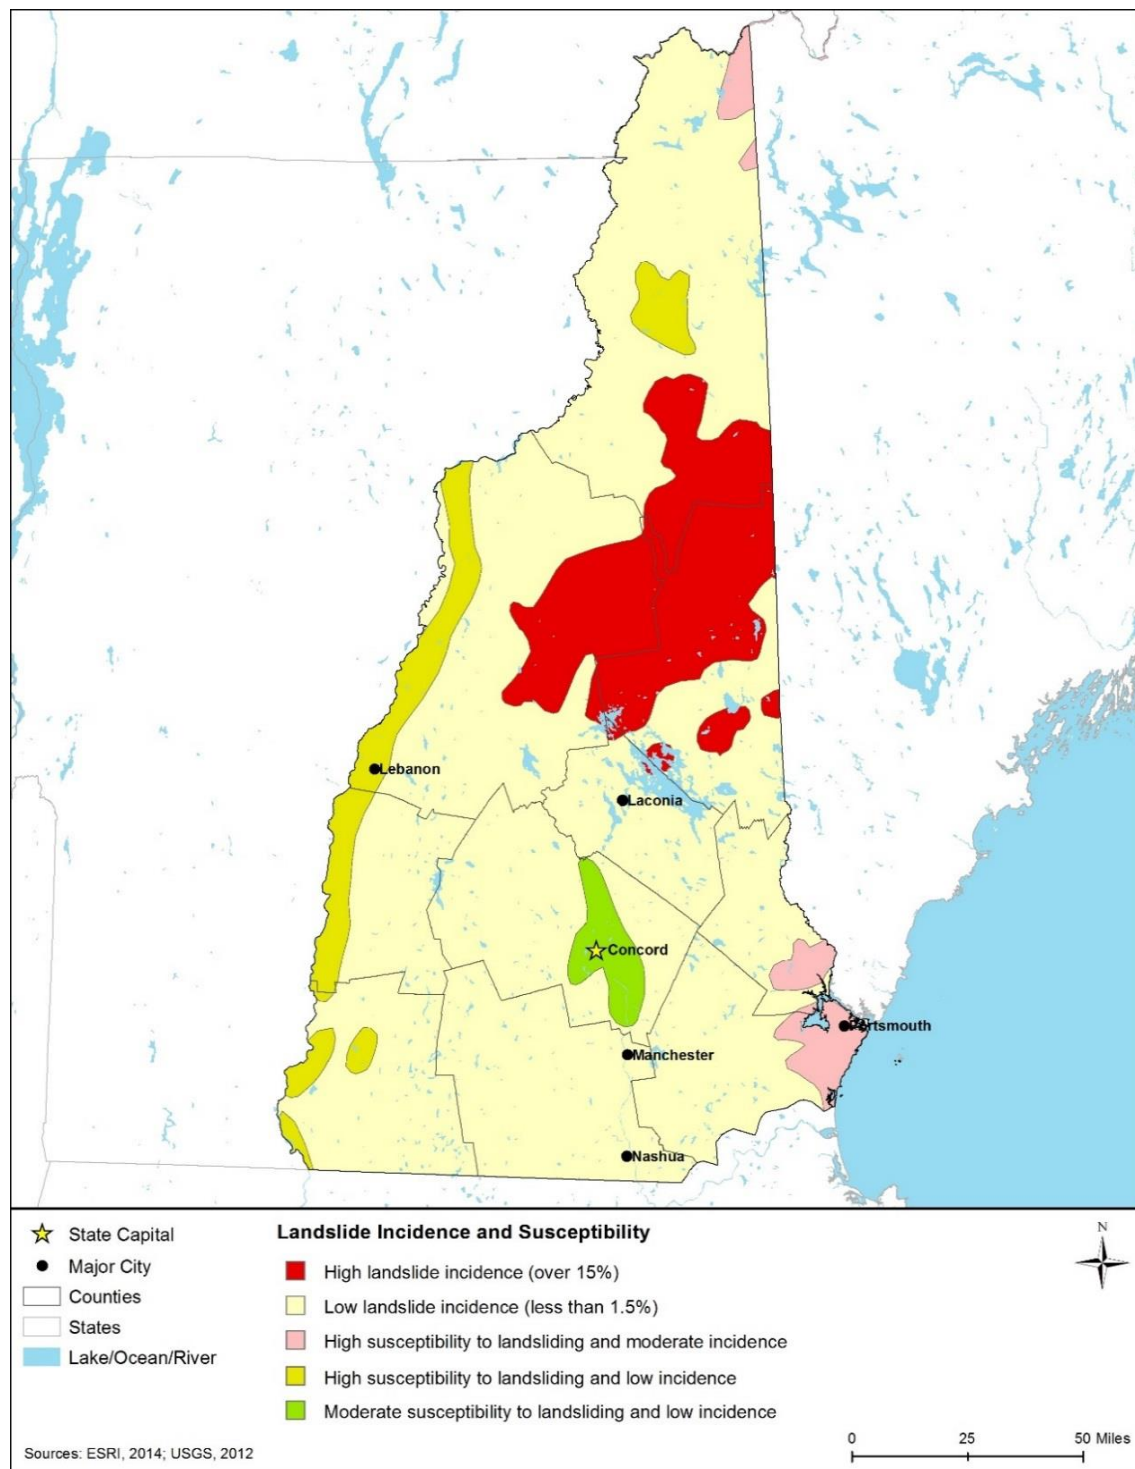 Lebanon
Laconia
Concord
Portsmouth
Manchester
Nashua
State Capital
Major City
Counties
States
Lake/Ocean/River
Landslide Incidence and Susceptibility
High landslide incidence (over 15%)
Low landslide incidence (less than 1.5%)
High susceptibility to landsliding and moderate incidence
High susceptibility to landsliding and low incidence
Moderate susceptibility to landsliding and low incidence
N
0 25 50 Miles
Sources: ESRI, 2014; USGS, 2012